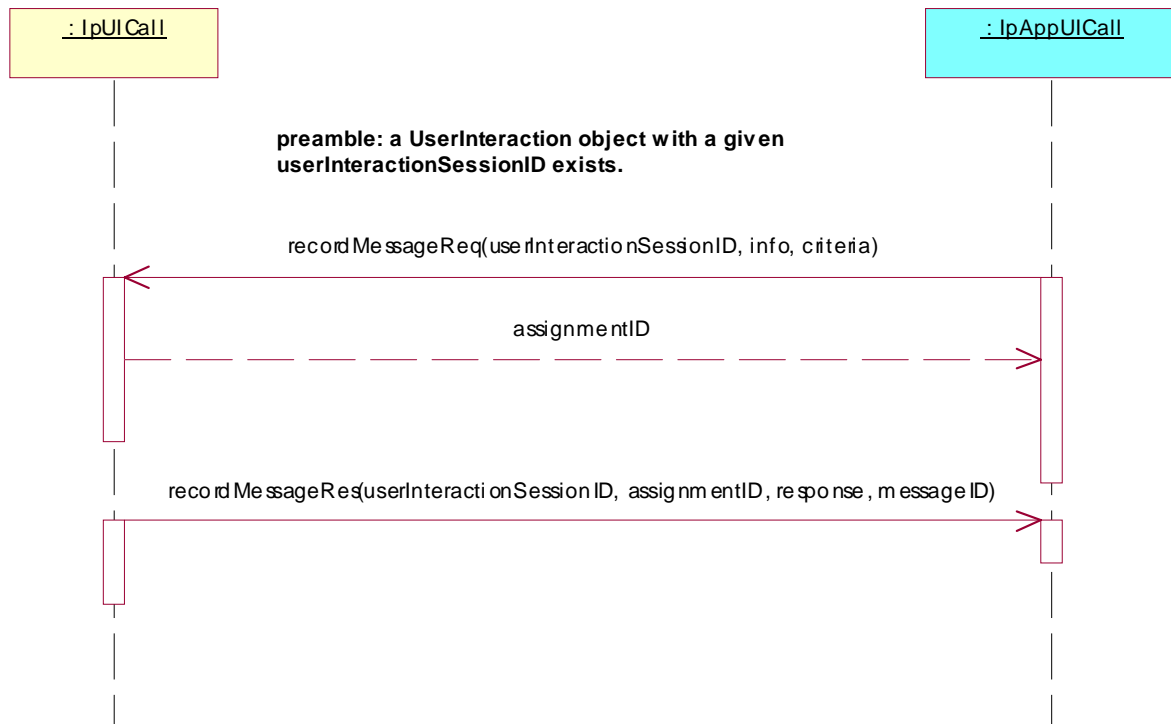 : IpUICall
: IpAppUICall
preamble: a UserInteraction object with a given
userInteractionSessionID exists.
recordMessageReq(userInteractionSessionID, info, criteria)
assignmentID
recordMessageRes(userInteractionSessionID, assignmentID, response, messageID)